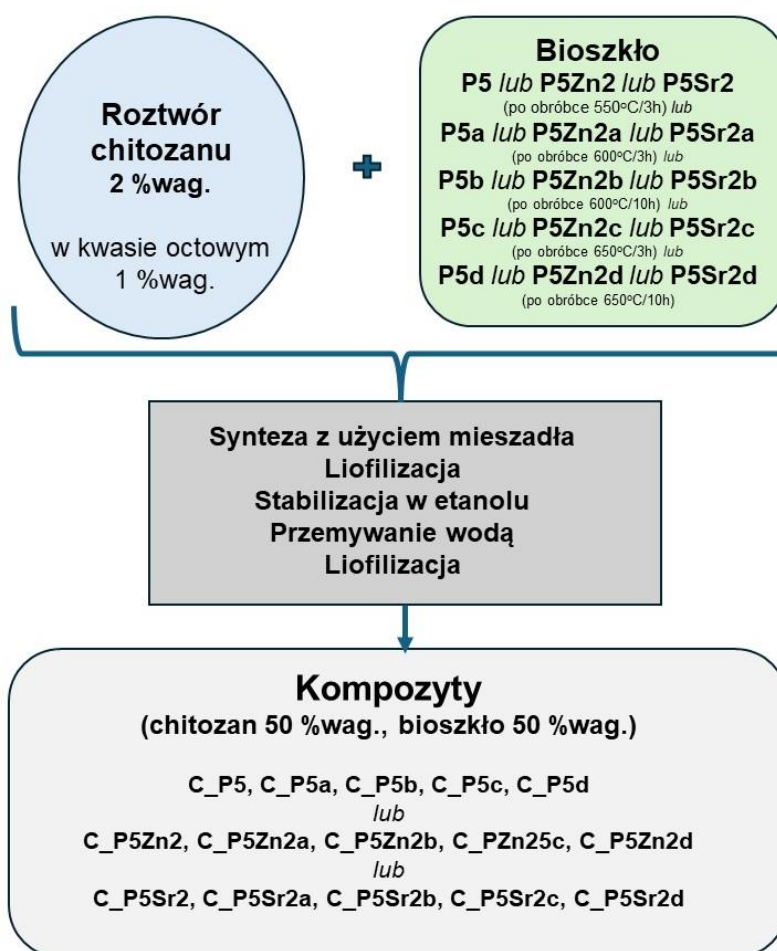 Roztwór
chitozanu
2 %wag.
w kwasie octowym
1 %wag.
+
Bioszkło
P5 lub P5Zn2 lub P5Sr2
(po obróbce 550°C/3h) lub
P5a lub P5Zn2a lub P5Sr2a
(po obróbce 600°C/3h) lub
P5b lub P5Zn2b lub P5Sr2b
(po obróbce 600°C/10h) lub
P5c lub P5Zn2c lub P5Sr2c
(po obróbce 650°C/3h) lub
P5d lub P5Zn2d lub P5Sr2d
(po obróbce 650°C/10h)
Synteza z użyciem mieszadła
Liofilizacja
Stabilizacja w etanolu
Przemywanie wodą
Liofilizacja
Kompozyty
(chitozan 50 %wag., bioszkło 50 %wag.)
C_P5, C_P5a, C_P5b, C_P5c, C_P5d
lub
C_P5Zn2, C_P5Zn2a, C_P5Zn2b, C_PZn25c, C_P5Zn2d
lub
C_P5Sr2, C_P5Sr2a, C_P5Sr2b, C_P5Sr2c, C_P5Sr2d